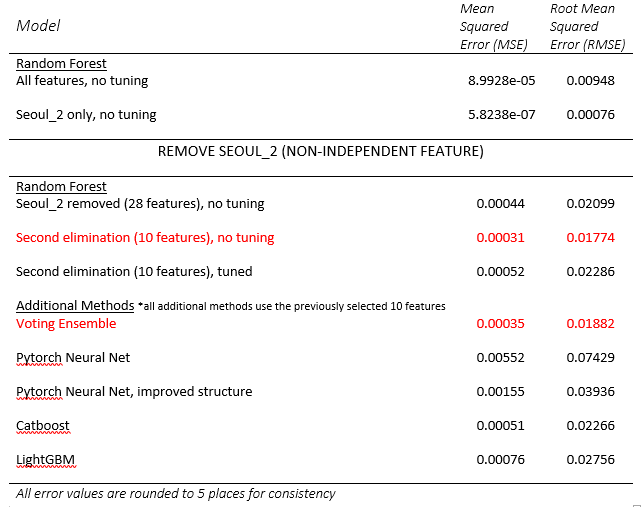 Model Mean Squared Error (MSE) Root Mean Squared Error (RMSE)
Random Forest
All features, no tuning 8.9928e-05 0.00948
Seoul_2 only, no tuning 5.8238e-07 0.00076
REMOVE SEOUL_2 (NON-INDEPENDENT FEATURE)
Random Forest
Seoul_2 removed (28 features), no tuning 0.00044 0.02099
Second elimination (10 features), no tuning 0.00031 0.01774
Second elimination (10 features), tuned 0.00052 0.02286
Additional Methods *all additional methods use the previously selected 10 features
Voting Ensemble 0.00035 0.01882
Pytorch Neural Net 0.00552 0.07429
Pytorch Neural Net, improved structure 0.00155 0.03936
Catboost 0.00051 0.02266
LightGBM 0.00076 0.02756
All error values are rounded to 5 places for consistency